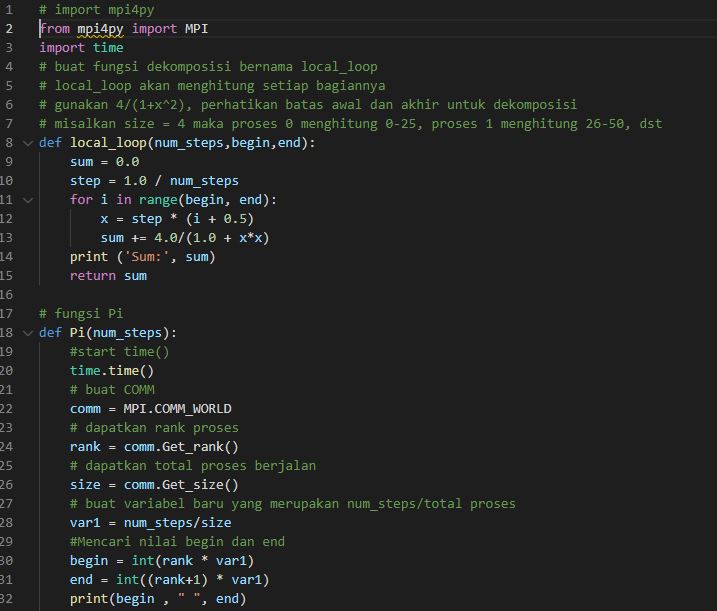 1 # import mpi4py
2 from mpi4py import MPI
3 import time
4 # buat fungsi dekomposisi bernama local_loop
5 # local_loop akan menghitung setiap bagiannya
6 # gunakan 4/(1+x^2), perhatikan batas awal dan akhir untuk dekomposisi
7 # misalkan size = 4 maka proses 0 menghitung 0-25, proses 1 menghitung 26-50, dst
8 def local_loop(num_steps,begin,end):
9     sum = 0.0
10     step = 1.0 / num_steps
11     for i in range(begin, end):
12         x = step * (i + 0.5)
13         sum += 4.0/(1.0 + x*x)
14     print ('Sum:', sum)
15     return sum
16
17 # fungsi Pi
18 def Pi(num_steps):
19     #start time()
20     time.time()
21     # buat COMM
22     comm = MPI.COMM_WORLD
23     # dapatkan rank proses
24     rank = comm.Get_rank()
25     # dapatkan total proses berjalan
26     size = comm.Get_size()
27     # buat variabel baru yang merupakan num_steps/total proses
28     var1 = num_steps/size
29     #Mencari nilai begin dan end
30     begin = int(rank * var1)
31     end = int((rank+1) * var1)
32     print(begin , " ", end)